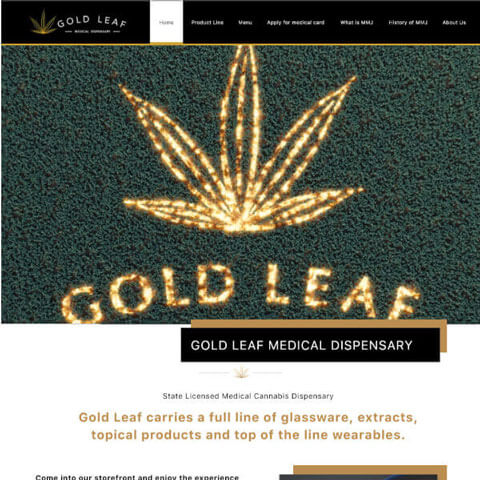 GOLD LEAF
MEDICAL DISPENSARY
Home Product Line Menu Apply for medical card What is MMJ History of MMJ About Us
GOLD LEAF
GOLD LEAF MEDICAL DISPENSARY
State Licensed Medical Cannabis Dispensary
Gold Leaf carries a full line of glassware, extracts,
topical products and top of the line wearables.
Come into our storefront and enjoy the experience